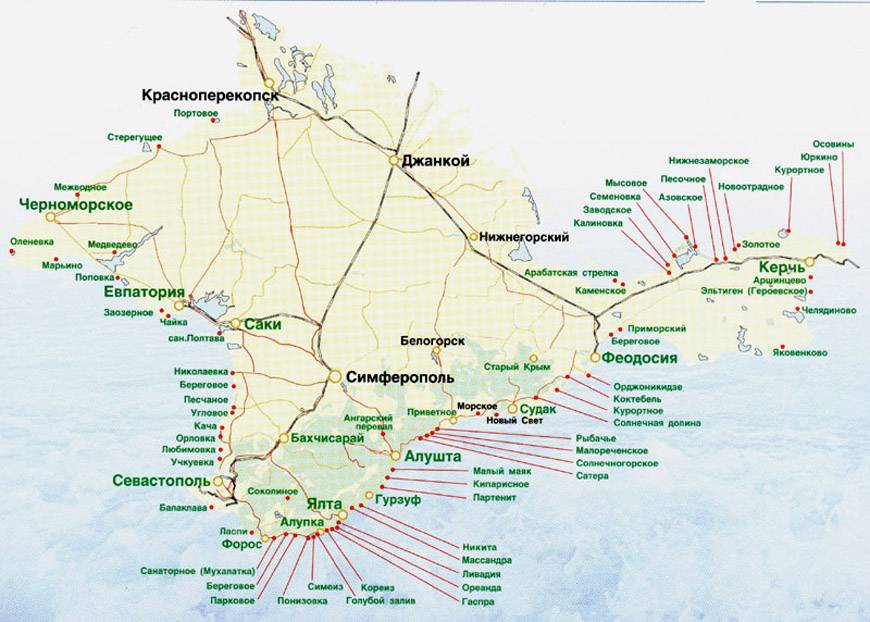 Красноперекопск
Портовое
Стерегущее
Джанкой
Межводное
Черноморское
Оленевка
Марьино
Медведево
Поповка
Евпатория
Заозерное
Чайка
сан.Полтава
Саки
Нижнегорский
Осовины
Юркино
Курортное
Нижнезаморское
Новоотрадное
Песочное
Азовское
Мысовое
Семеновка
Заводское
Калиновка
Золотое
Керчь
Аршинцево
Эльтиген (Героевское)
Челядиново
Яковенково
Арабатская стрелка
Каменское
Приморский
Береговое
Феодосия
Белогорск
Старый Крым
Симферополь
Николаевка
Береговое
Песчаное
Угловое
Кача
Орловка
Любимовка
Учкуевка
Орджоникидзе
Коктебель
Курортное
Солнечная долина
Морское
Судак
Новый Свет
Приветное
Ангарский
перевал
Бахчисарай
Алушта
Рыбачье
Малореченское
Солнечногорское
Сатера
Севастополь
Балаклава
Соколиное
Малый маяк
Кипарисное
Партенит
Гурзуф
Ялта
Алупка
Ласпи
Форос
Никита
Массандра
Ливадия
Ореанда
Гаспра
Санаторное (Мухалатка)
Береговое
Парковое
Понизовка
Симеиз
Кореиз
Голубой залив